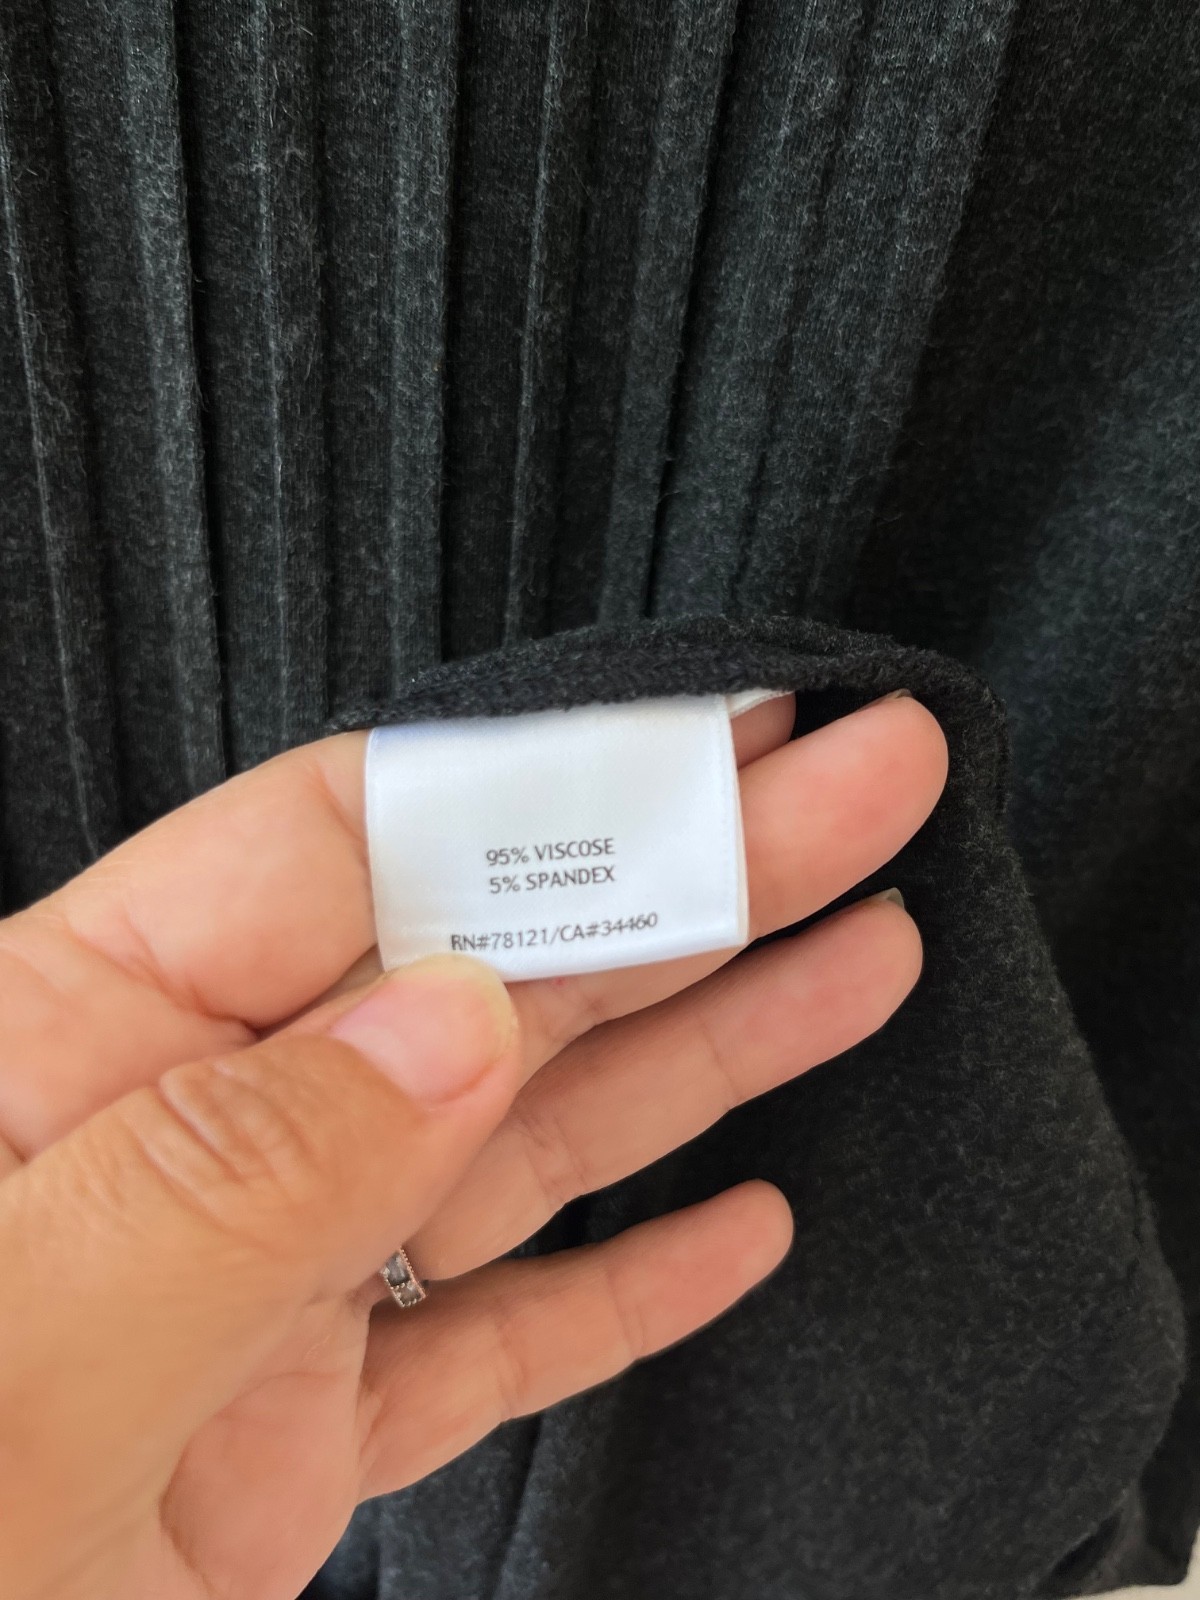 95% VISCOSE
5% SPANDEX
RN#78121/CA#34460